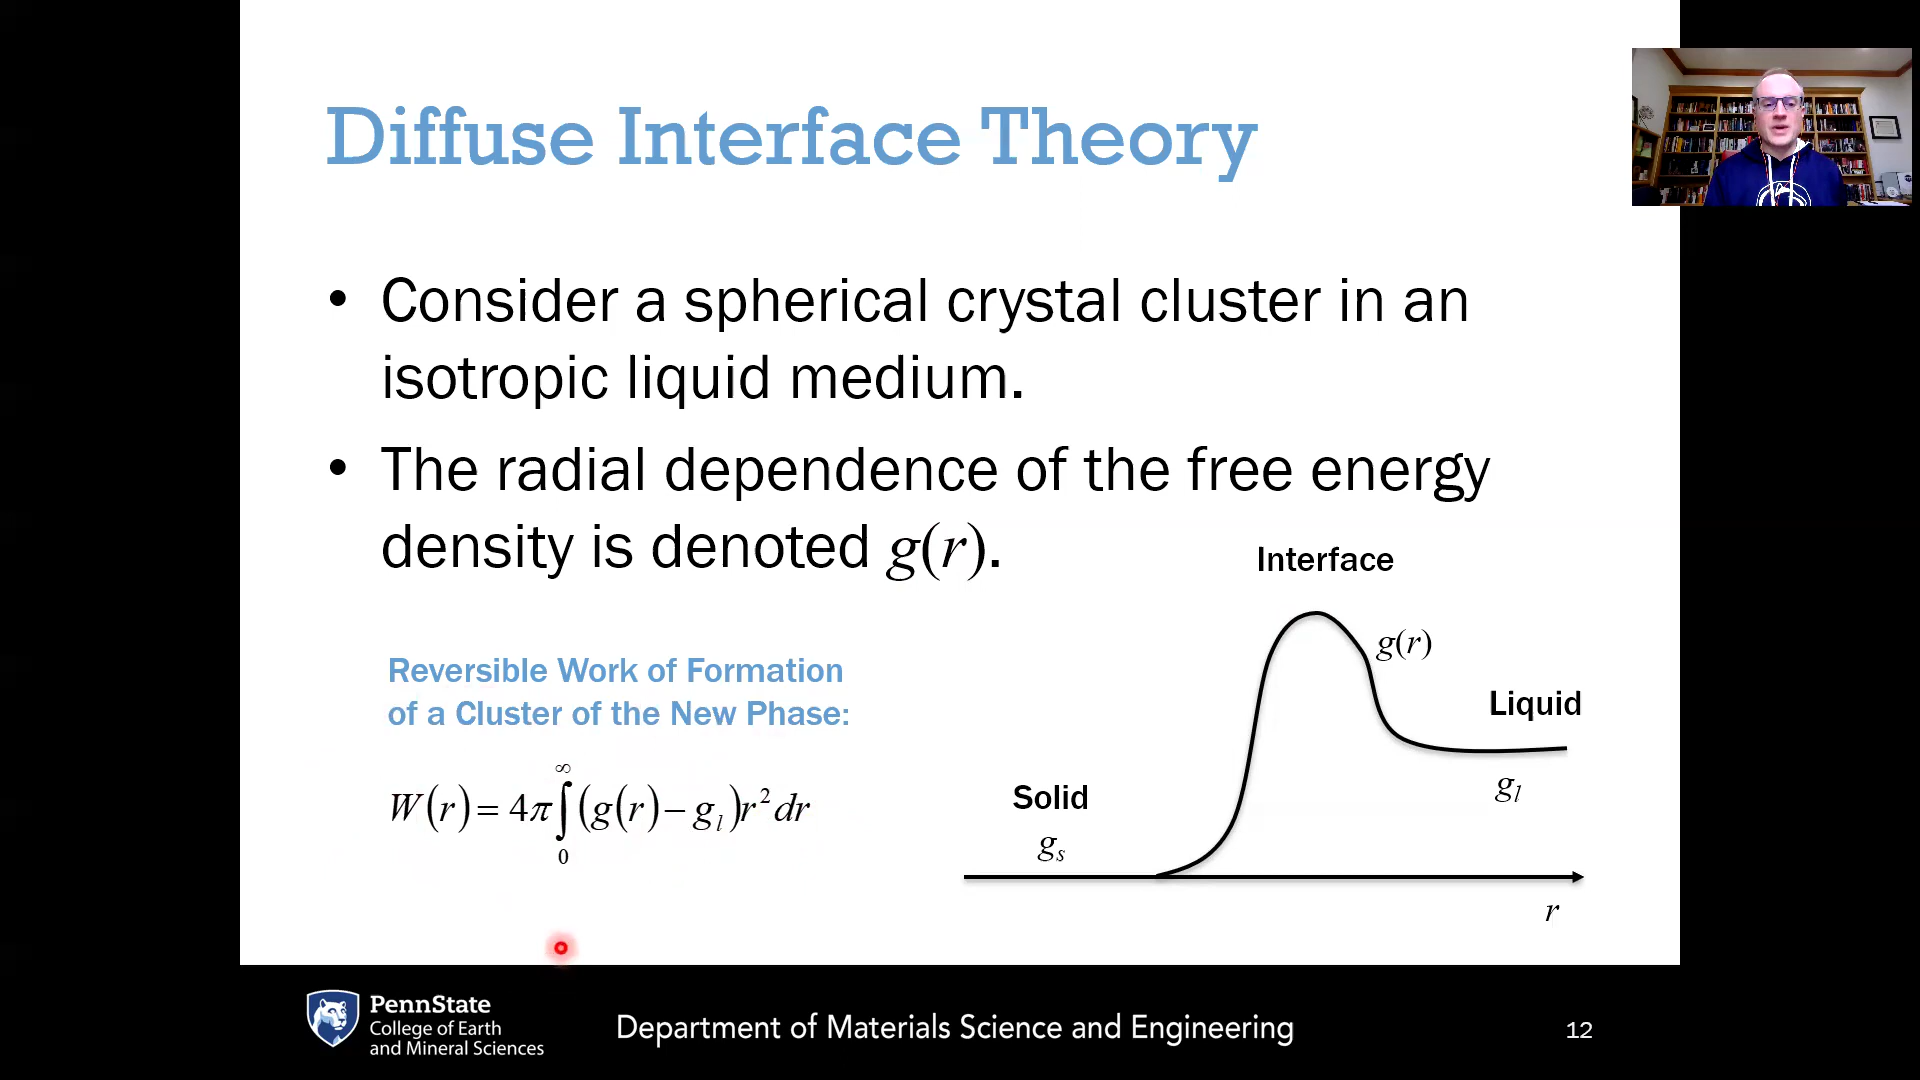 Diffuse Interface Theory
• Consider a spherical crystal cluster in an
isotropic liquid medium.
• The radial dependence of the free energy
density is denoted g(r).
Reversible Work of Formation
of a Cluster of the New Phase:
W(r) = 4π∫₀^∞(g(r) − gₗ)r²dr
Interface
g(r)
Liquid
gₗ
Solid
gₛ
r
PennState
College of Earth
and Mineral Sciences
Department of Materials Science and Engineering
12